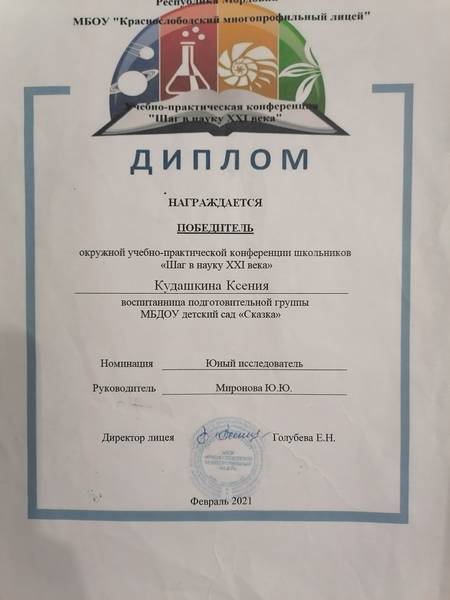 Республика Мордовия
МБОУ "Краснослободский многопрофильный лицей"
Учебно-практическая конференция
"Шаг в науку XXI века"
ДИПЛОМ
НАГРАЖДАЕТСЯ
ПОБЕДИТЕЛЬ
окружной учебно-практической конференции школьников
«Шаг в науку XXI века»
Кудашкина Ксения
воспитанница подготовительной группы
МБДОУ детский сад «Сказка»
Номинация Юный исследователь
Руководитель Миронова Ю.Ю.
Директор лицея Голубева Е.Н.
Февраль 2021